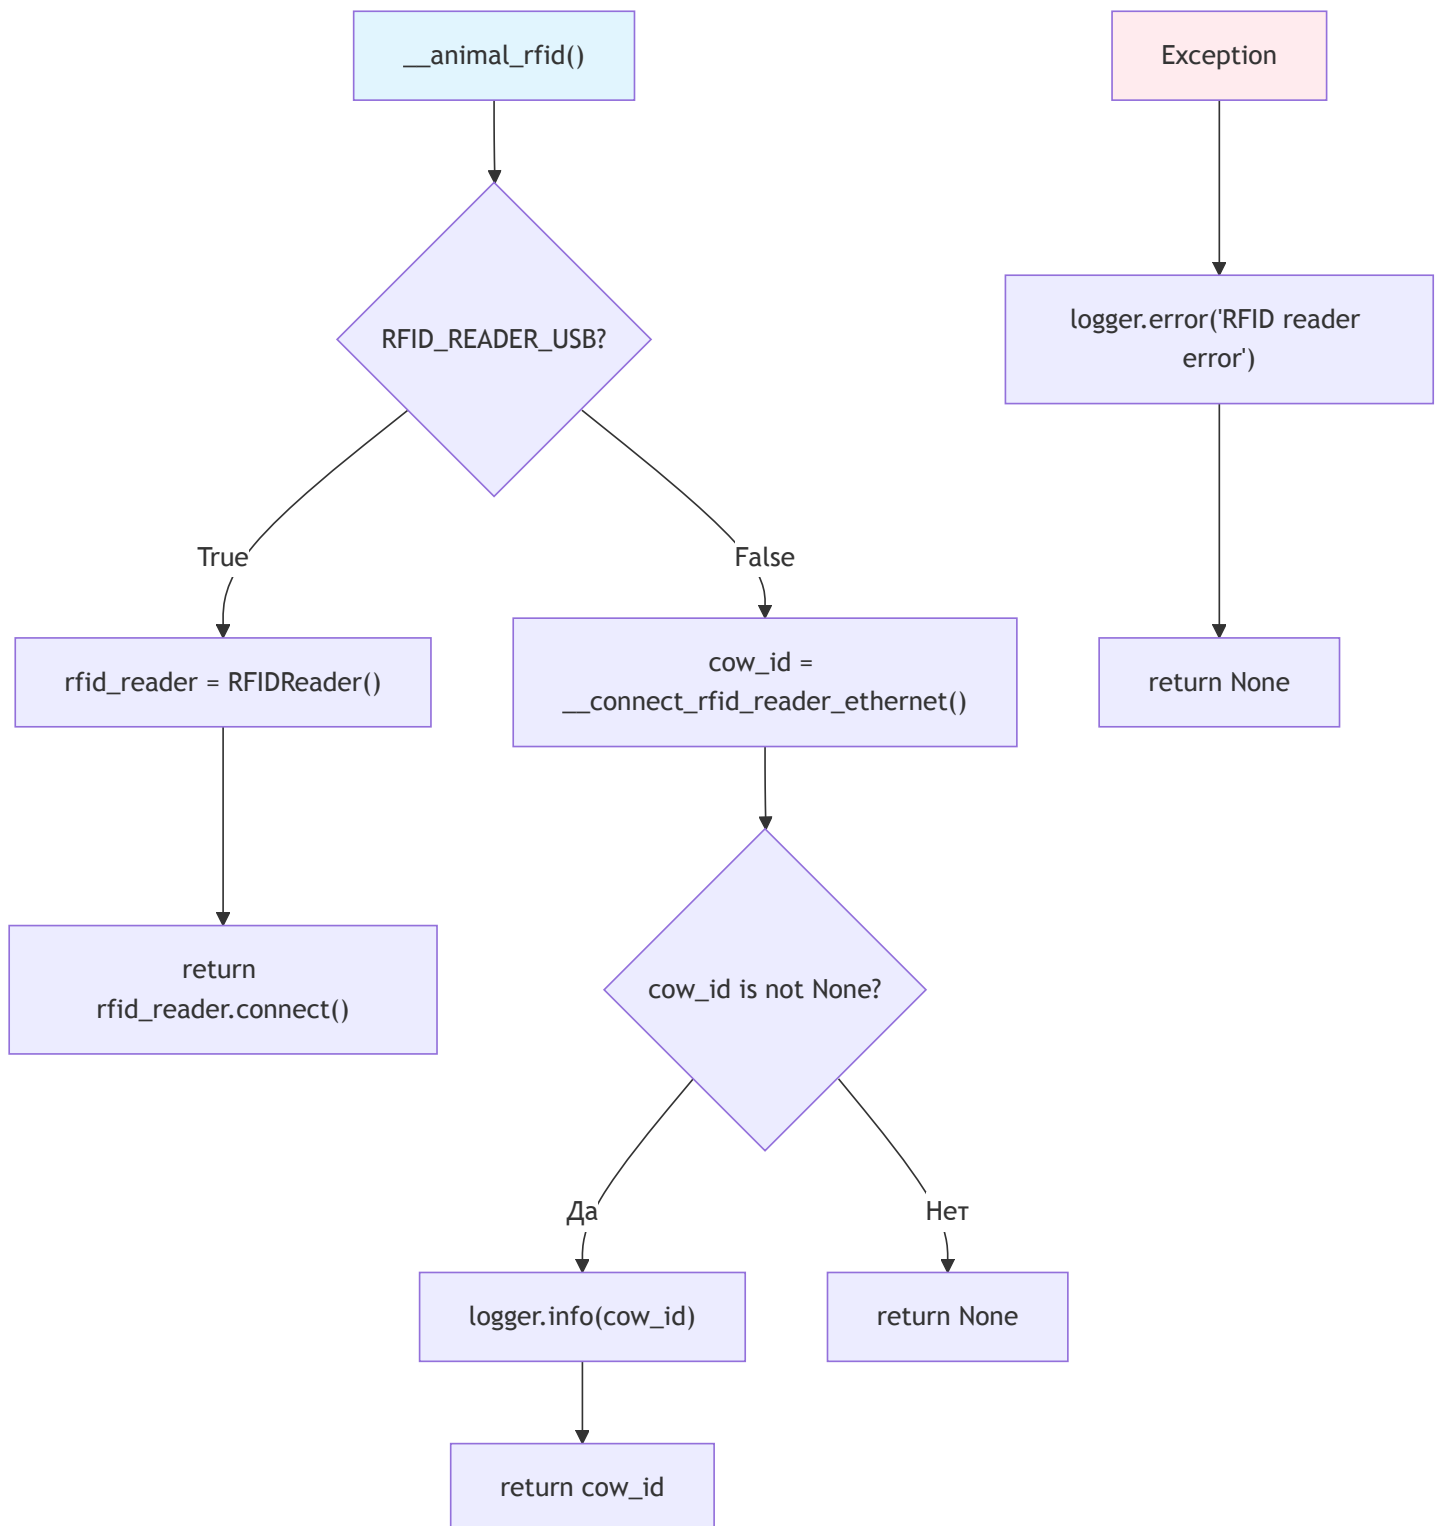 __animal_rfid()
Exception
RFID_READER_USB?
logger.error('RFID reader
error')
True
False
rfid_reader = RFIDReader()
cow_id =
__connect_rfid_reader_ethernet()
return None
return
rfid_reader.connect()
cow_id is not None?
Да
Нет
logger.info(cow_id)
return None
return cow_id